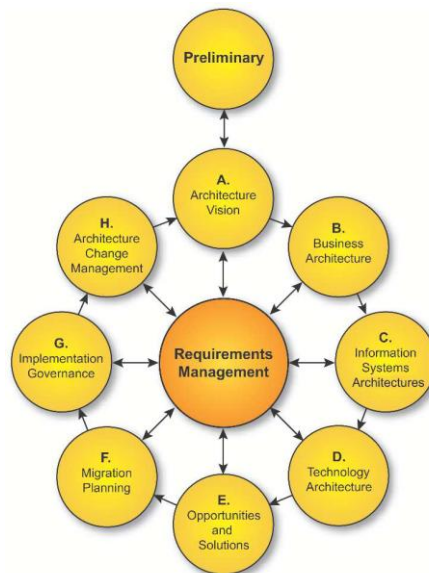 Preliminary
A.
Architecture
Vision
B.
Business
Architecture
C.
Information
Systems
Architectures
D.
Technology
Architecture
E.
Opportunities
and
Solutions
F.
Migration
Planning
G.
Implementation
Governance
H.
Architecture
Change
Management
Requirements
Management